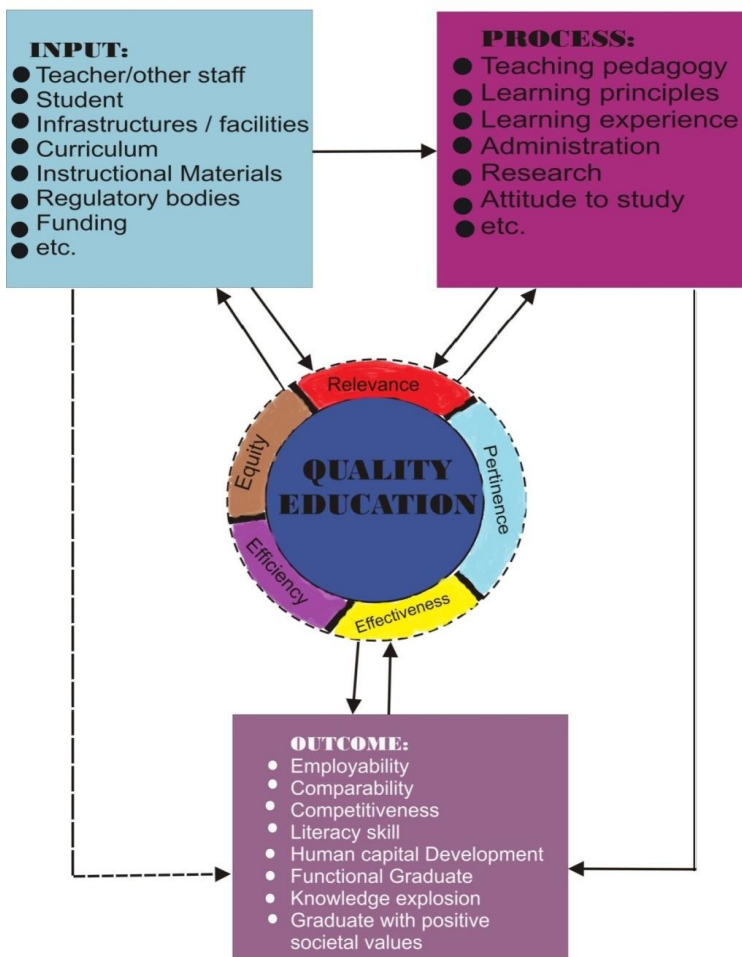 INPUT:
● Teacher/other staff
● Student
● Infrastructures / facilities
● Curriculum
● Instructional Materials
● Regulatory bodies
● Funding
● etc.
PROCESS:
● Teaching pedagogy
● Learning principles
● Learning experience
● Administration
● Research
● Attitude to study
● etc.
Relevance
Equity
Pertinence
QUALITY
EDUCATION
Efficiency
Effectiveness
OUTCOME:
● Employability
● Comparability
● Competitiveness
● Literacy skill
● Human capital Development
● Functional Graduate
● Knowledge explosion
● Graduate with positive
societal values